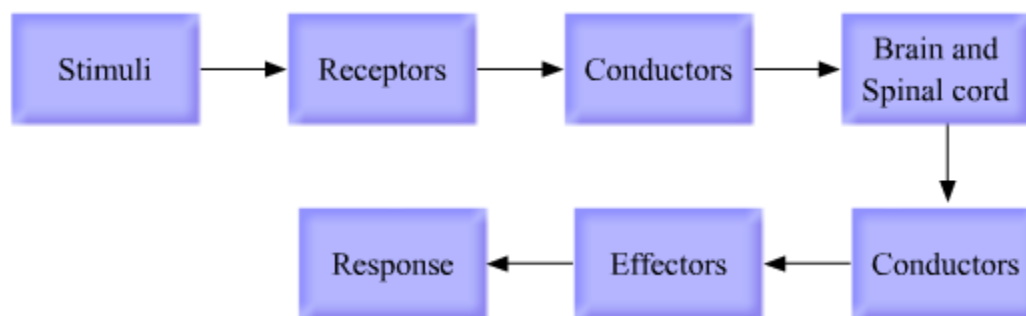 Stimuli
Receptors
Conductors
Brain and
Spinal cord
Conductors
Effectors
Response